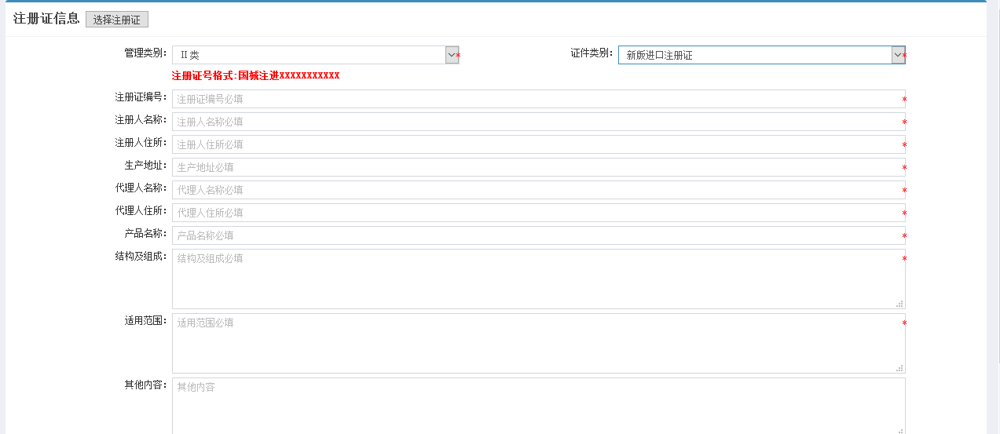 注册证信息 选择注册证
管理类别: II 类 * 证件类别: 新版进口注册证 *
注册证号格式:国械注进XXXXXXXXXXX
注册证编号: 注册证编号必填 *
注册人名称: 注册人名称必填 *
注册人住所: 注册人住所必填 *
生产地址: 生产地址必填 *
代理人名称: 代理人名称必填 *
代理人住所: 代理人住所必填 *
产品名称: 产品名称必填 *
结构及组成: 结构及组成必填 *
适用范围: 适用范围必填 *
其他内容: 其他内容